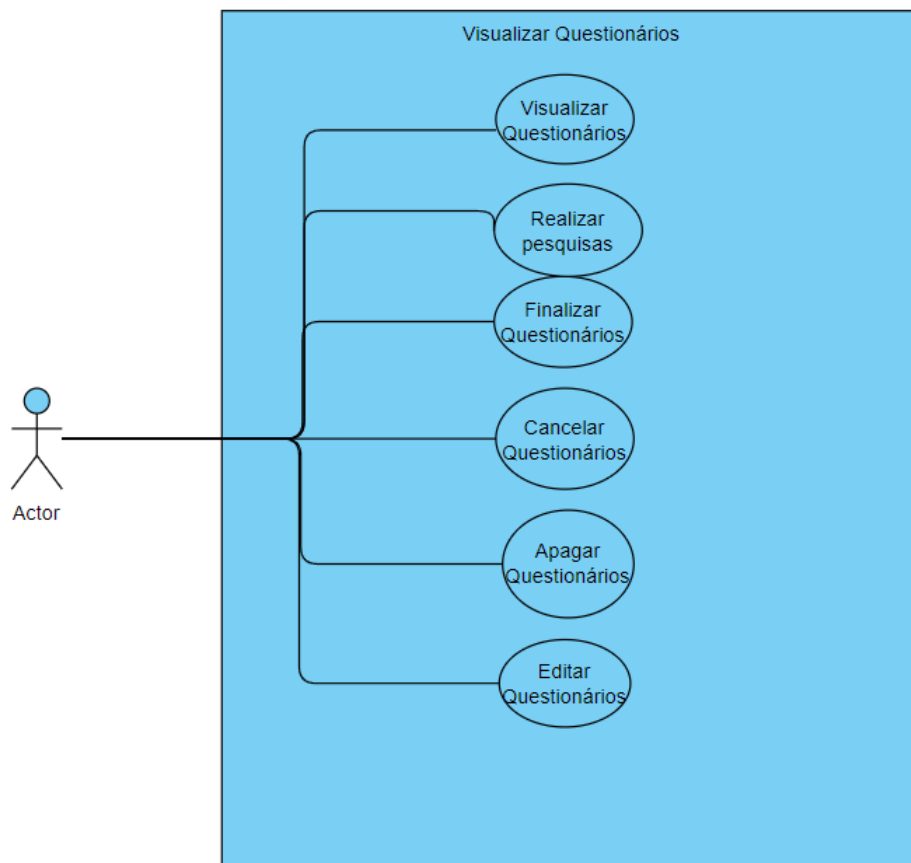 Visualizar Questionários
Visualizar
Questionários
Realizar
pesquisas
Finalizar
Questionários
Cancelar
Questionários
Actor
Apagar
Questionários
Editar
Questionários